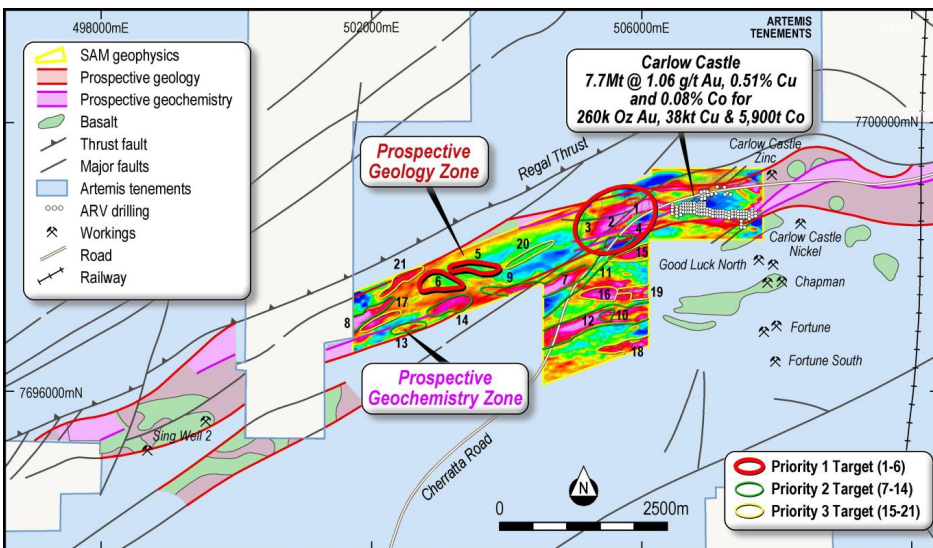 498000mE
502000mE
506000mE
ARTEMIS
TENEMENTS
SAM geophysics
Prospective geology
Prospective geochemistry
Basalt
Thrust fault
Major faults
Artemis tenements
ARV drilling
Workings
Road
Railway
Carlow Castle
7.7Mt @ 1.06 g/t Au, 0.51% Cu
and 0.08% Co for
260k Oz Au, 38kt Cu & 5,900t Co
7700000mN
Prospective
Geology Zone
Regal Thrust
Carlow Castle
Zinc
1
2
3
4
5
20
15
Carlow Castle
Nickel
Good Luck North
21
6
9
7
11
Chapman
17
16
19
14
8
12
10
13
Fortune
18
Fortune South
Prospective
Geochemistry Zone
7696000mN
Sing Well 2
Cherratta Road
N
0
2500m
Priority 1 Target (1-6)
Priority 2 Target (7-14)
Priority 3 Target (15-21)